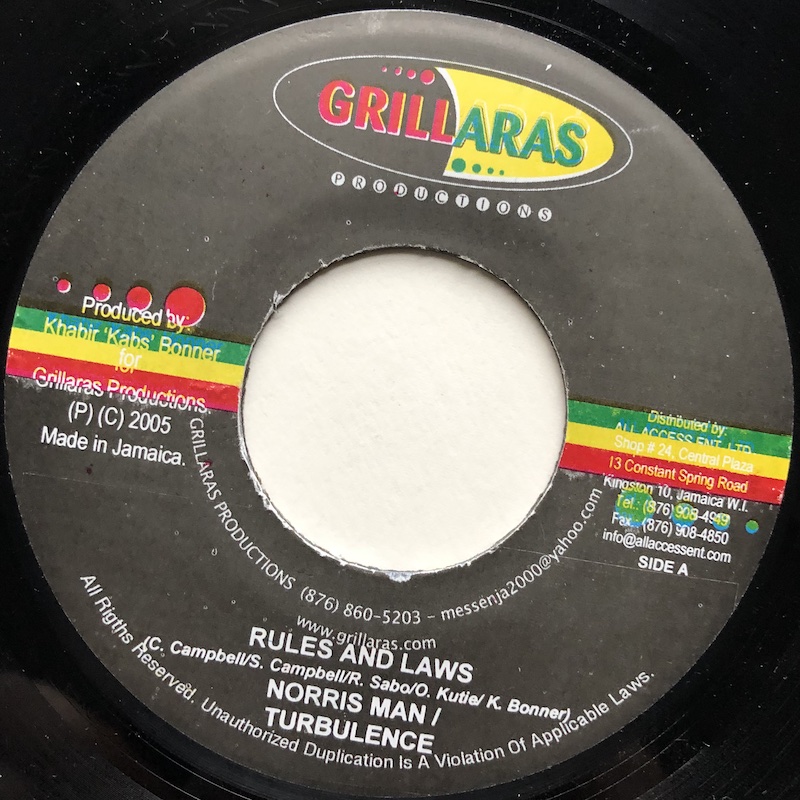 GRILLARAS
PRODUCTIONS
Produced by:
Khabir 'Kabs' Bonner
for
Grillaras Productions.
(P) (C) 2005
Made in Jamaica.
Distributed by:
ALL ACCESS ENT. LTD.
Shop # 24, Central Plaza
13 Constant Spring Road
Kingston 10, Jamaica W.I.
Tel.: (876) 908-4949
Fax.: (876) 908-4850
info@allaccessent.com
SIDE A
GRILLARAS PRODUCTIONS (876) 860-5203 - messenja2000@yahoo.com
www.grillaras.com
RULES AND LAWS
(C. Campbell/S. Campbell/R. Sabo/O. Kutie/ K. Bonner)
NORRIS MAN /
TURBULENCE
All Rigths Reserved. Unauthorized Duplication Is A Violation Of Applicable Laws.